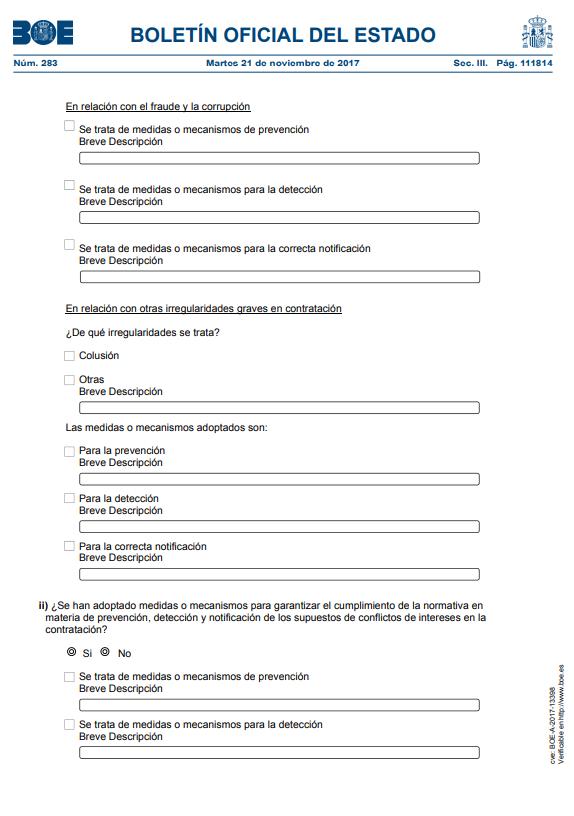 BOE
BOLETÍN OFICIAL DEL ESTADO
Núm. 283 Martes 21 de noviembre de 2017 Sec. III. Pág. 111814
En relación con el fraude y la corrupción
Se trata de medidas o mecanismos de prevención
Breve Descripción
Se trata de medidas o mecanismos para la detección
Breve Descripción
Se trata de medidas o mecanismos para la correcta notificación
Breve Descripción
En relación con otras irregularidades graves en contratación
¿De qué irregularidades se trata?
Colusión
Otras
Breve Descripción
Las medidas o mecanismos adoptados son:
Para la prevención
Breve Descripción
Para la detección
Breve Descripción
Para la correcta notificación
Breve Descripción
ii) ¿Se han adoptado medidas o mecanismos para garantizar el cumplimiento de la normativa en
materia de prevención, detección y notificación de los supuestos de conflictos de intereses en la
contratación?
Si No
Se trata de medidas o mecanismos de prevención
Breve Descripción
Se trata de medidas o mecanismos para la detección
Breve Descripción
cve: BOE-A-2017-13398
Verificable en http://www.boe.es